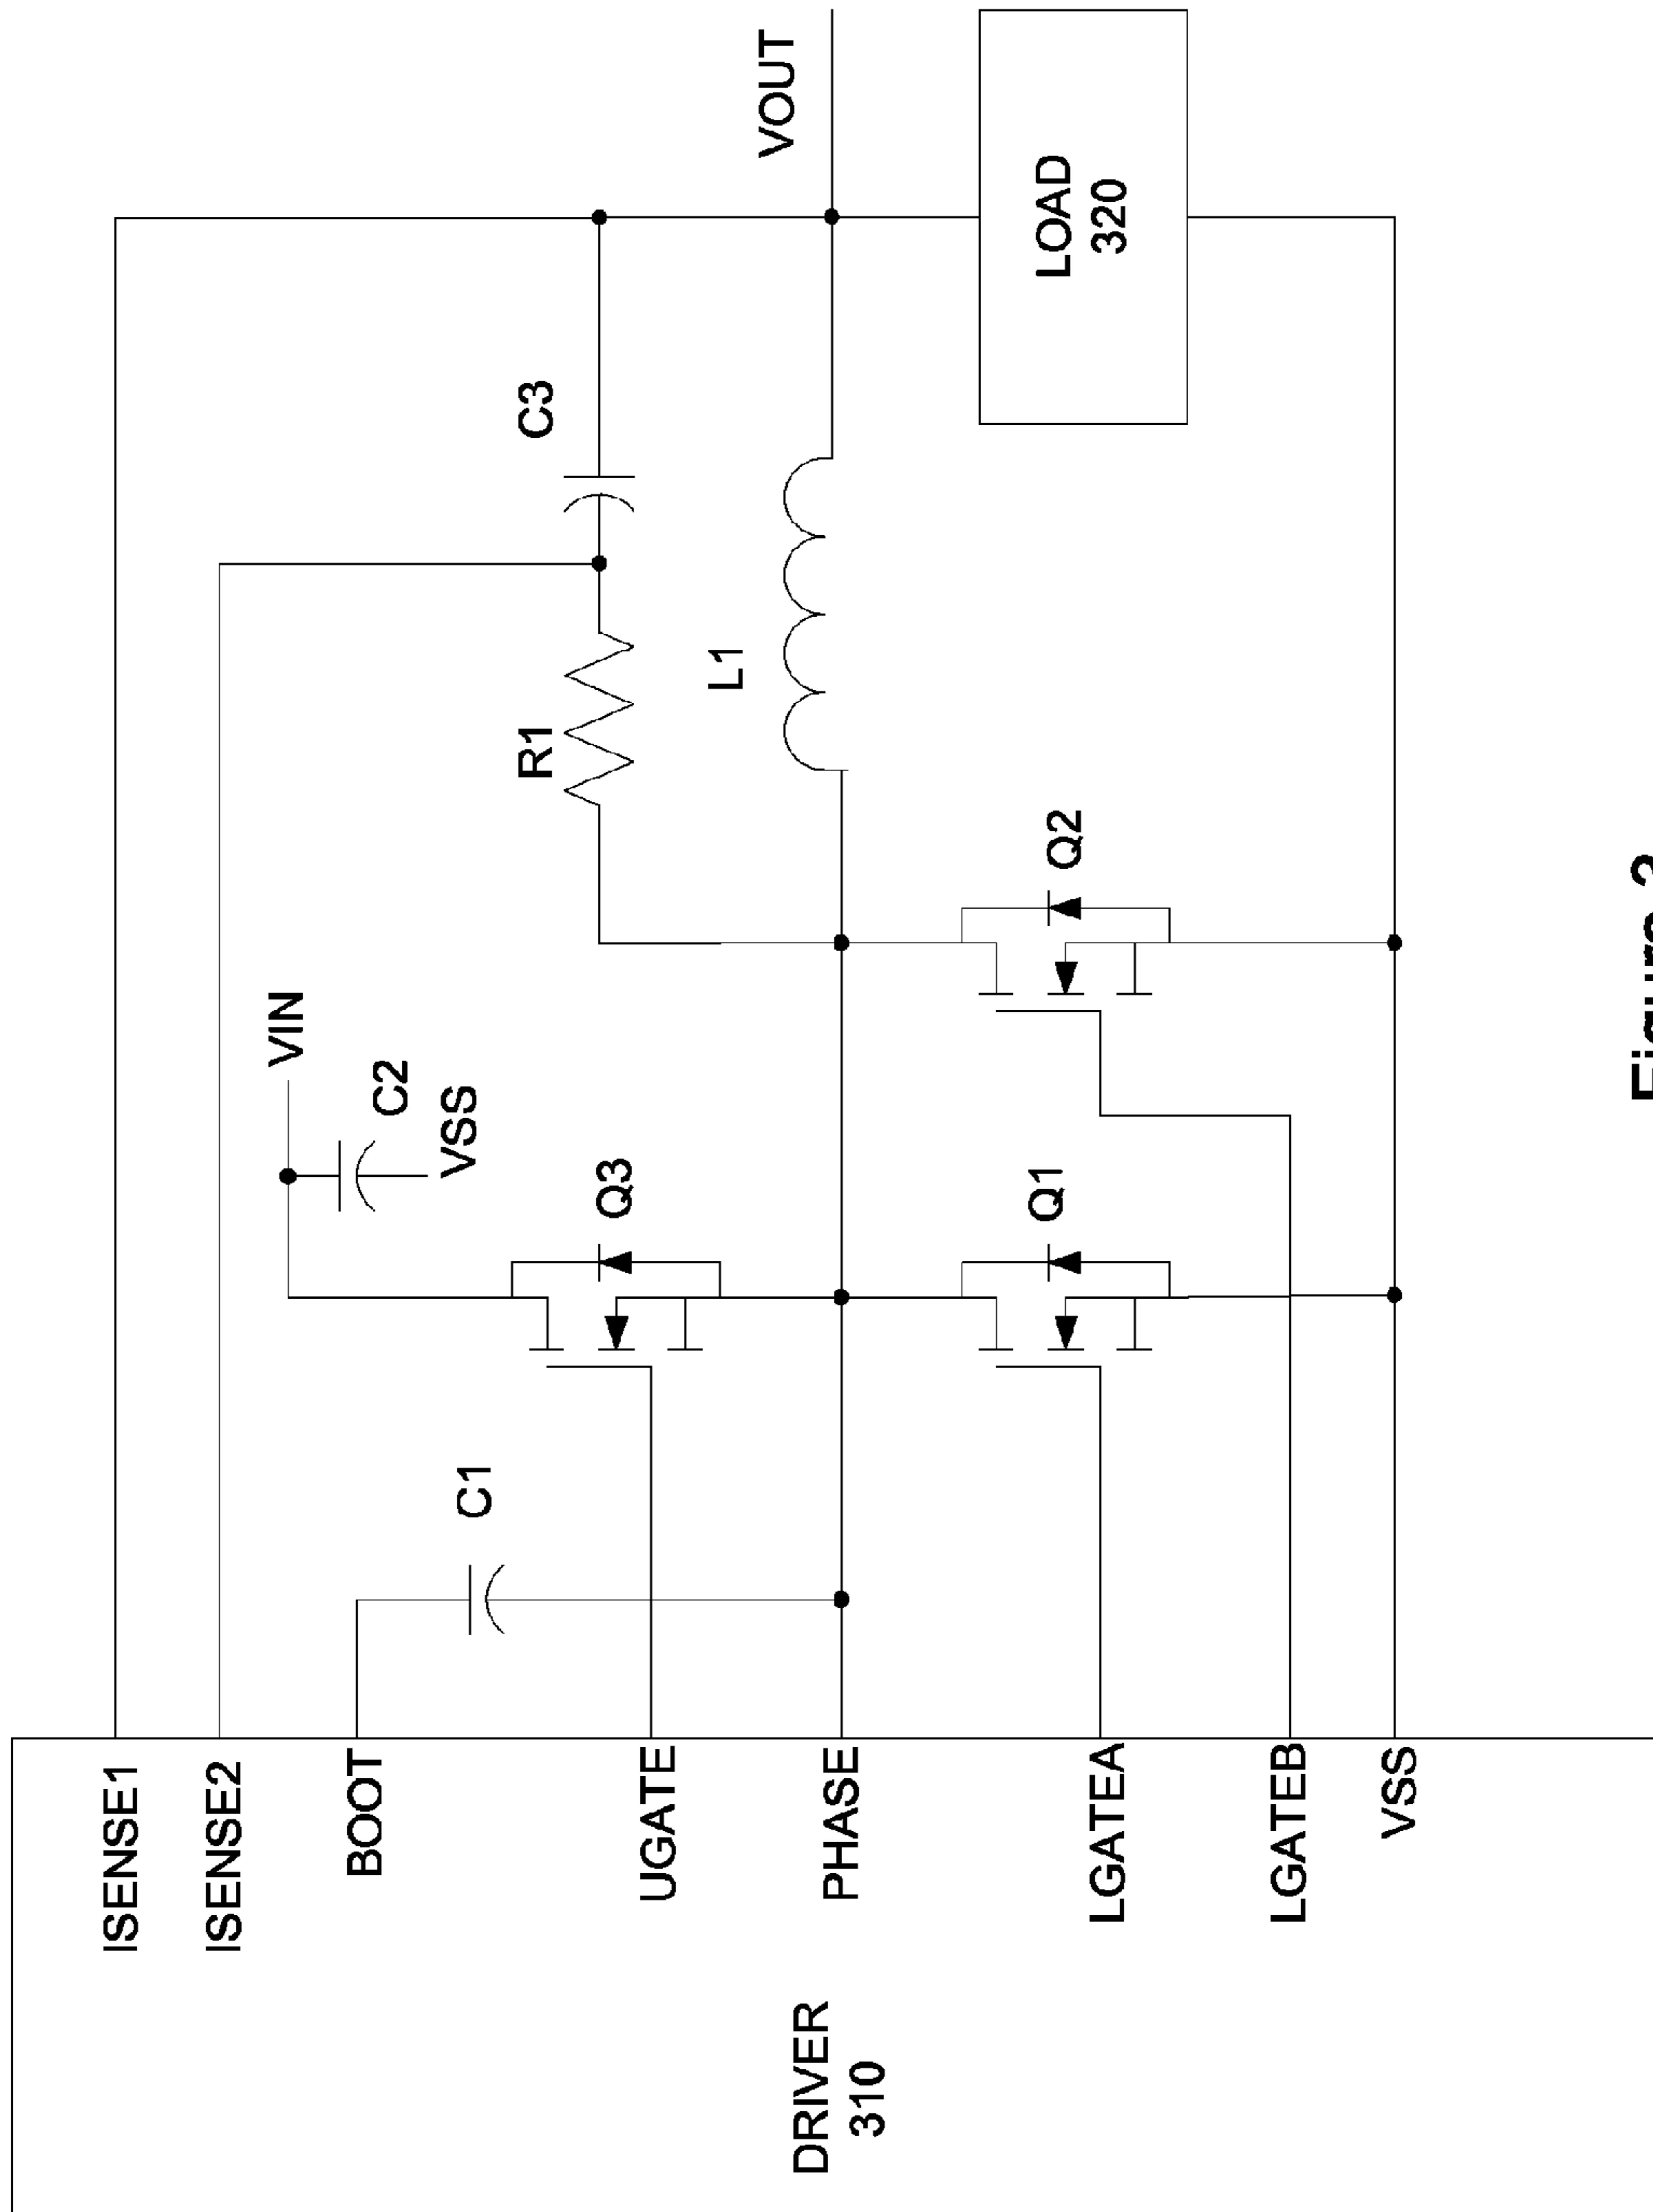 ISENSE1
ISENSE2
BOOT
UGATE
PHASE
LGATEA
LGATEB
VSS
DRIVER
310
C1
VIN
C2
VSS
Q3
Q1
Q2
R1
C3
L1
VOUT
LOAD
320
Figure